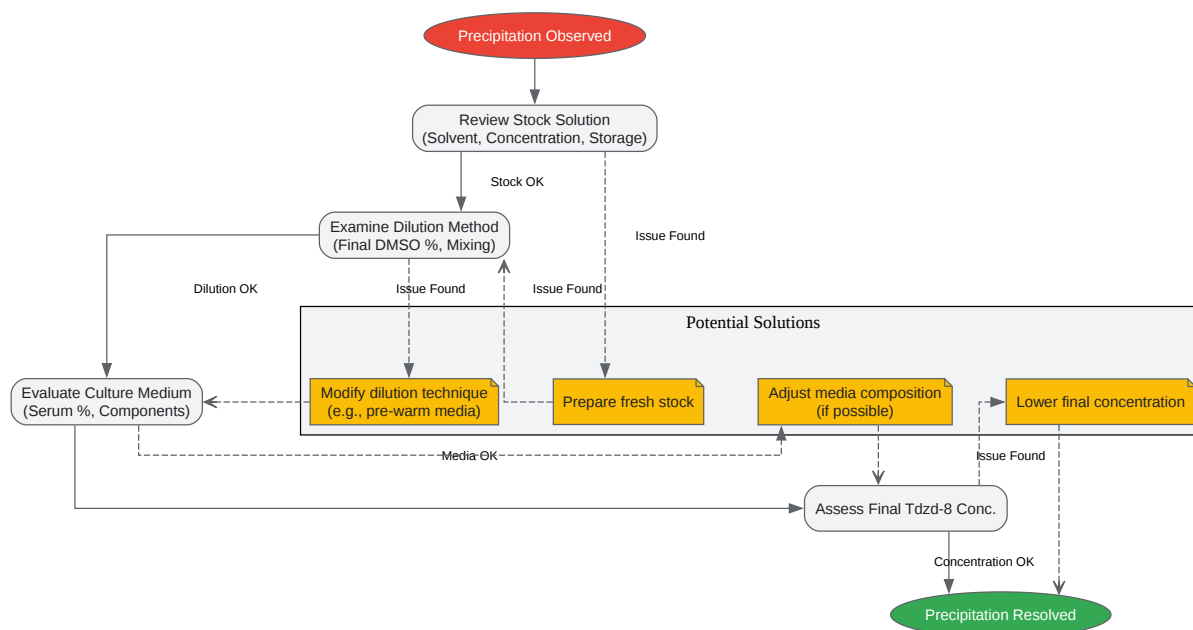 Precipitation Observed
Review Stock Solution
(Solvent, Concentration, Storage)
Stock OK
Examine Dilution Method
(Final DMSO %, Mixing)
Issue Found
Dilution OK
Issue Found
Issue Found
Potential Solutions
Evaluate Culture Medium
(Serum %, Components)
Modify dilution technique
(e.g., pre-warm media)
Prepare fresh stock
Adjust media composition
(if possible)
Lower final concentration
Media OK
Issue Found
Assess Final Tdzd-8 Conc.
Concentration OK
Precipitation Resolved